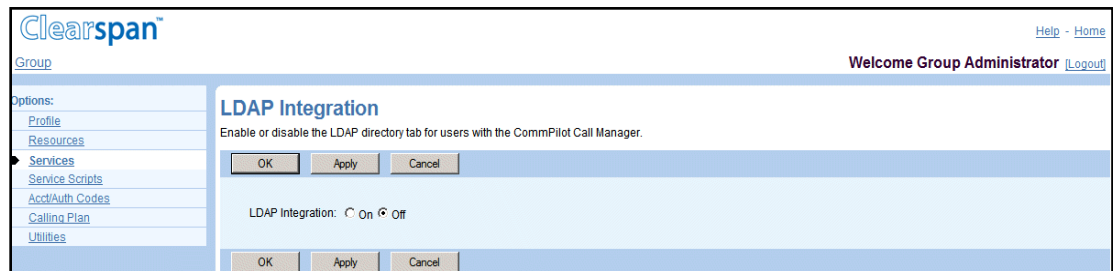 Clearspan™
Help - Home
Group
Welcome Group Administrator [Logout]
Options:
Profile
Resources
Services
Service Scripts
Acct/Auth Codes
Calling Plan
Utilities
LDAP Integration
Enable or disable the LDAP directory tab for users with the CommPilot Call Manager.
OK Apply Cancel
LDAP Integration: On Off
OK Apply Cancel